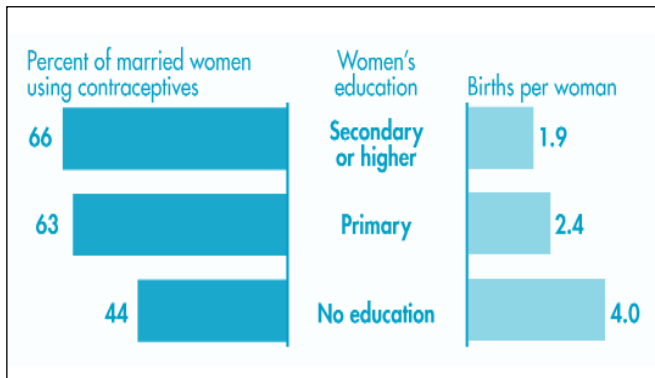 Percent of married women
using contraceptives
Women's
education
Births per woman
66
Secondary
or higher
1.9
63
Primary
2.4
44
No education
4.0